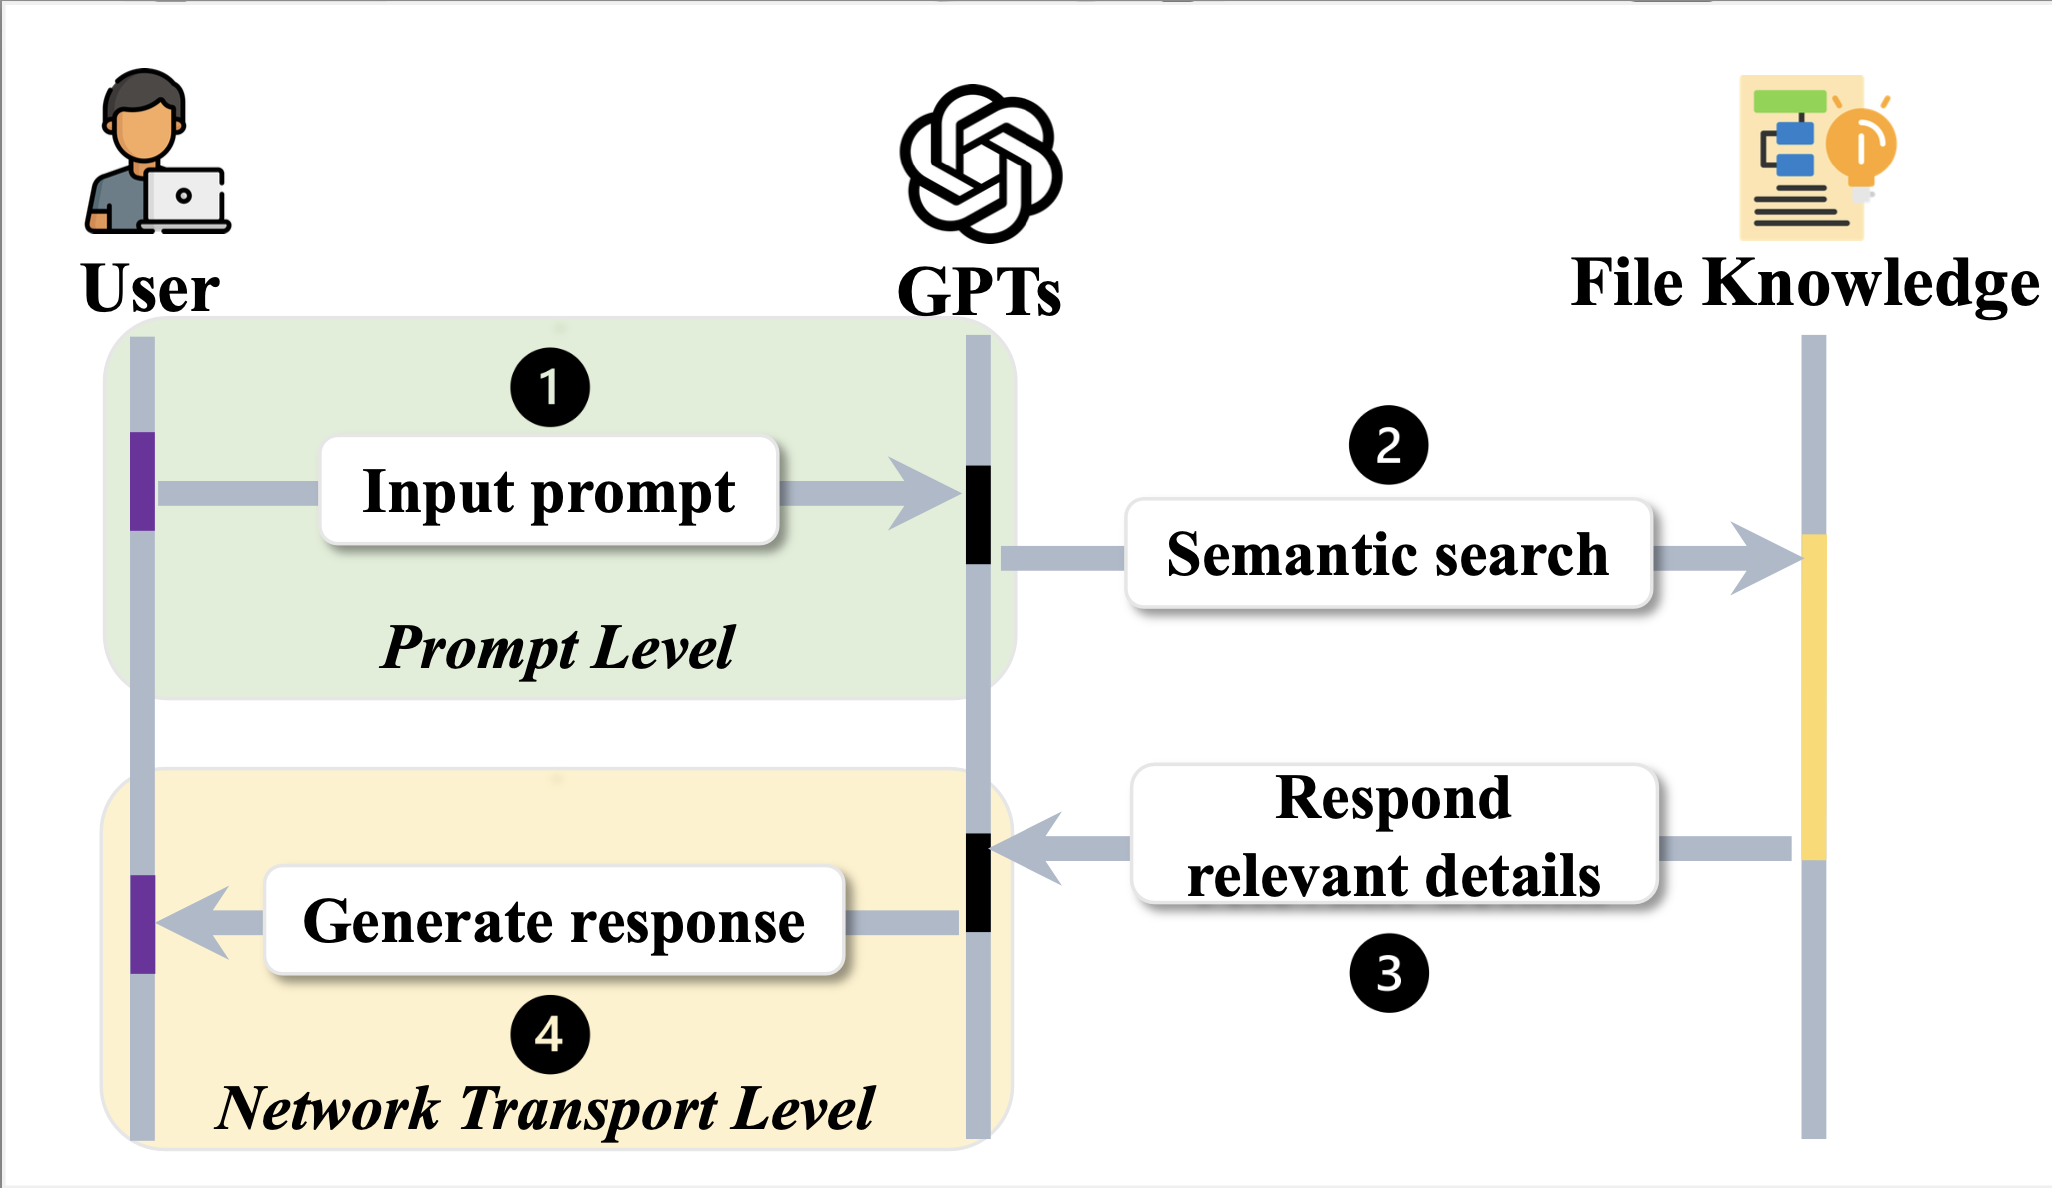 User
GPTs
File Knowledge
1
Input prompt
Prompt Level
2
Semantic search
Respond
relevant details
3
Generate response
4
Network Transport Level